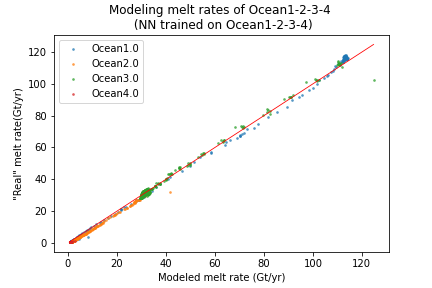 Modeling melt rates of Ocean1-2-3-4
(NN trained on Ocean1-2-3-4)
Ocean1.0
Ocean2.0
Ocean3.0
Ocean4.0
"Real" melt rate(Gt/yr)
120
100
80
60
40
20
0
0 20 40 60 80 100 120
Modeled melt rate (Gt/yr)